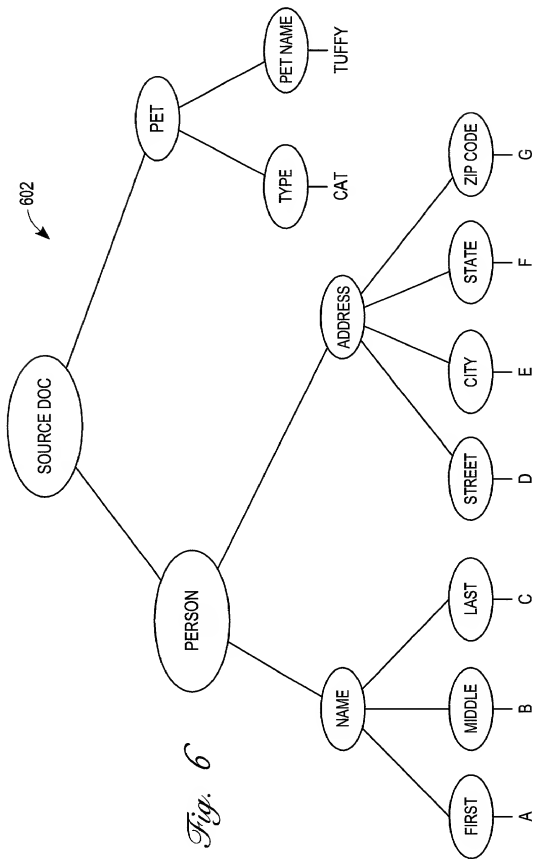 602
SOURCE DOC
PERSON
PET
NAME
ADDRESS
TYPE
PET NAME
CAT
TUFFY
FIRST
MIDDLE
LAST
STREET
CITY
STATE
ZIP CODE
A
B
C
D
E
F
G
Fig. 6